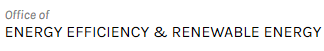 Office of
ENERGY EFFICIENCY & RENEWABLE ENERGY